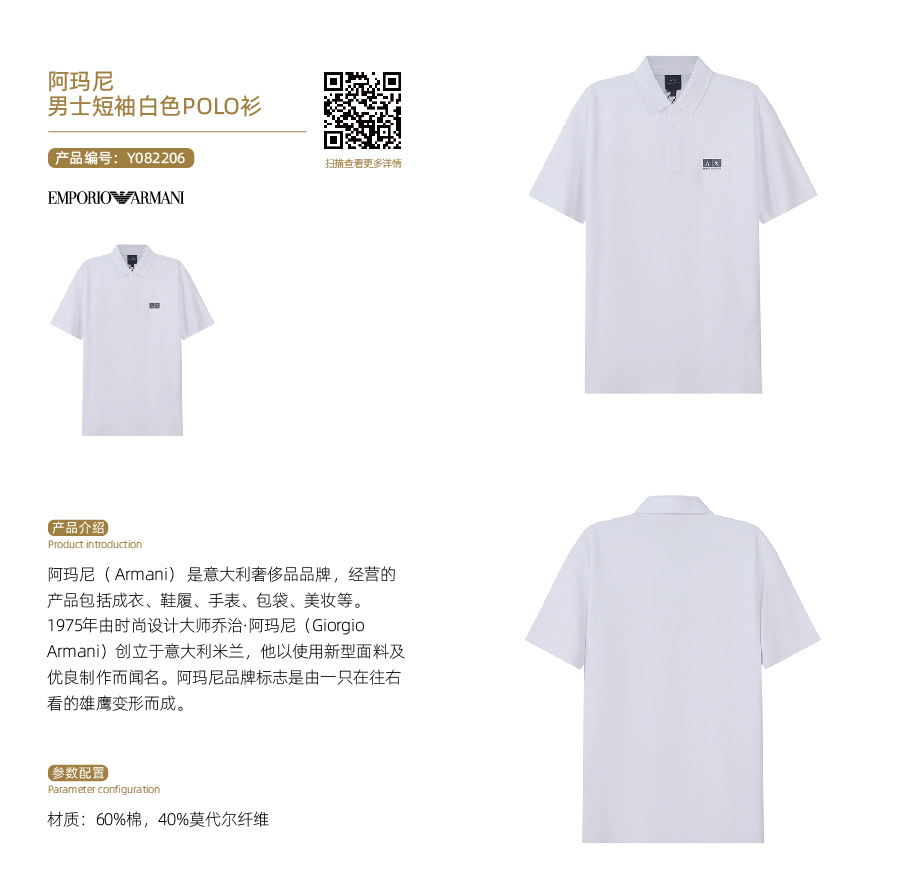 阿玛尼
男士短袖白色POLO衫
产品编号：Y082206
扫描查看更多详情
EMPORIO ARMANI
A X
产品介绍
Product introduction
阿玛尼（ Armani） 是意大利奢侈品品牌，经营的
产品包括成衣、鞋履、手表、包袋、美妆等。
1975年由时尚设计大师乔治·阿玛尼（Giorgio
Armani）创立于意大利米兰，他以使用新型面料及
优良制作而闻名。阿玛尼品牌标志是由一只在往右
看的雄鹰变形而成。
参数配置
Parameter configuration
材质：60%棉，40%莫代尔纤维